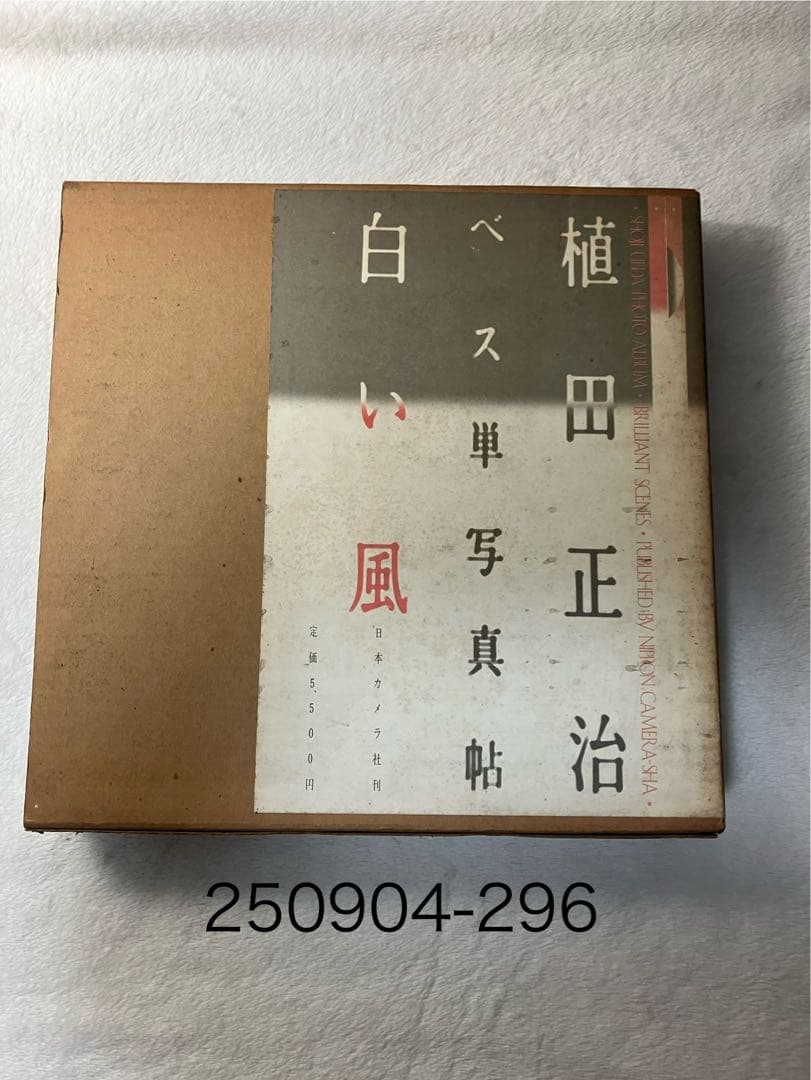 ・SHOJI UEDA PHOTO ALBUM・BRILLIANT SCENES・PUBLISHED BY NIPPON CAMERA-SHA・
植田正治
ベス単写真帖
白い風
日本カメラ社刊
定価5,500円
250904-296